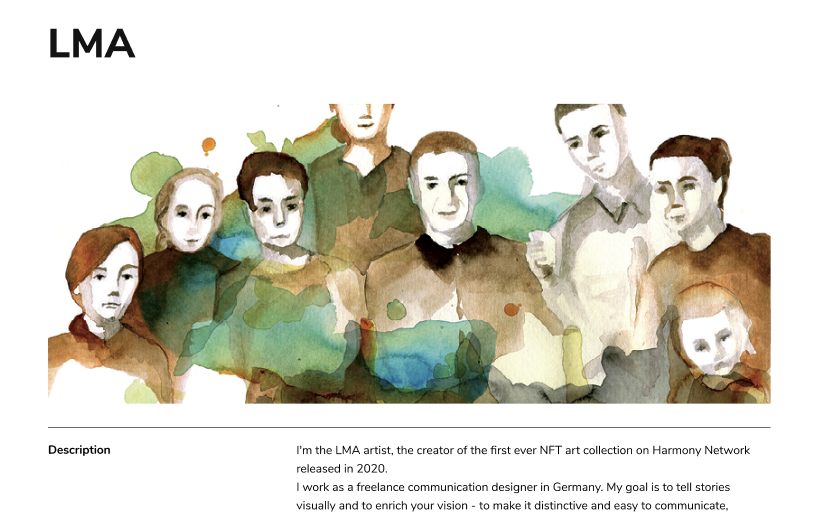 LMA
Description
I'm the LMA artist, the creator of the first ever NFT art collection on Harmony Network
released in 2020.
I work as a freelance communication designer in Germany. My goal is to tell stories
visually and to enrich your vision - to make it distinctive and easy to communicate,